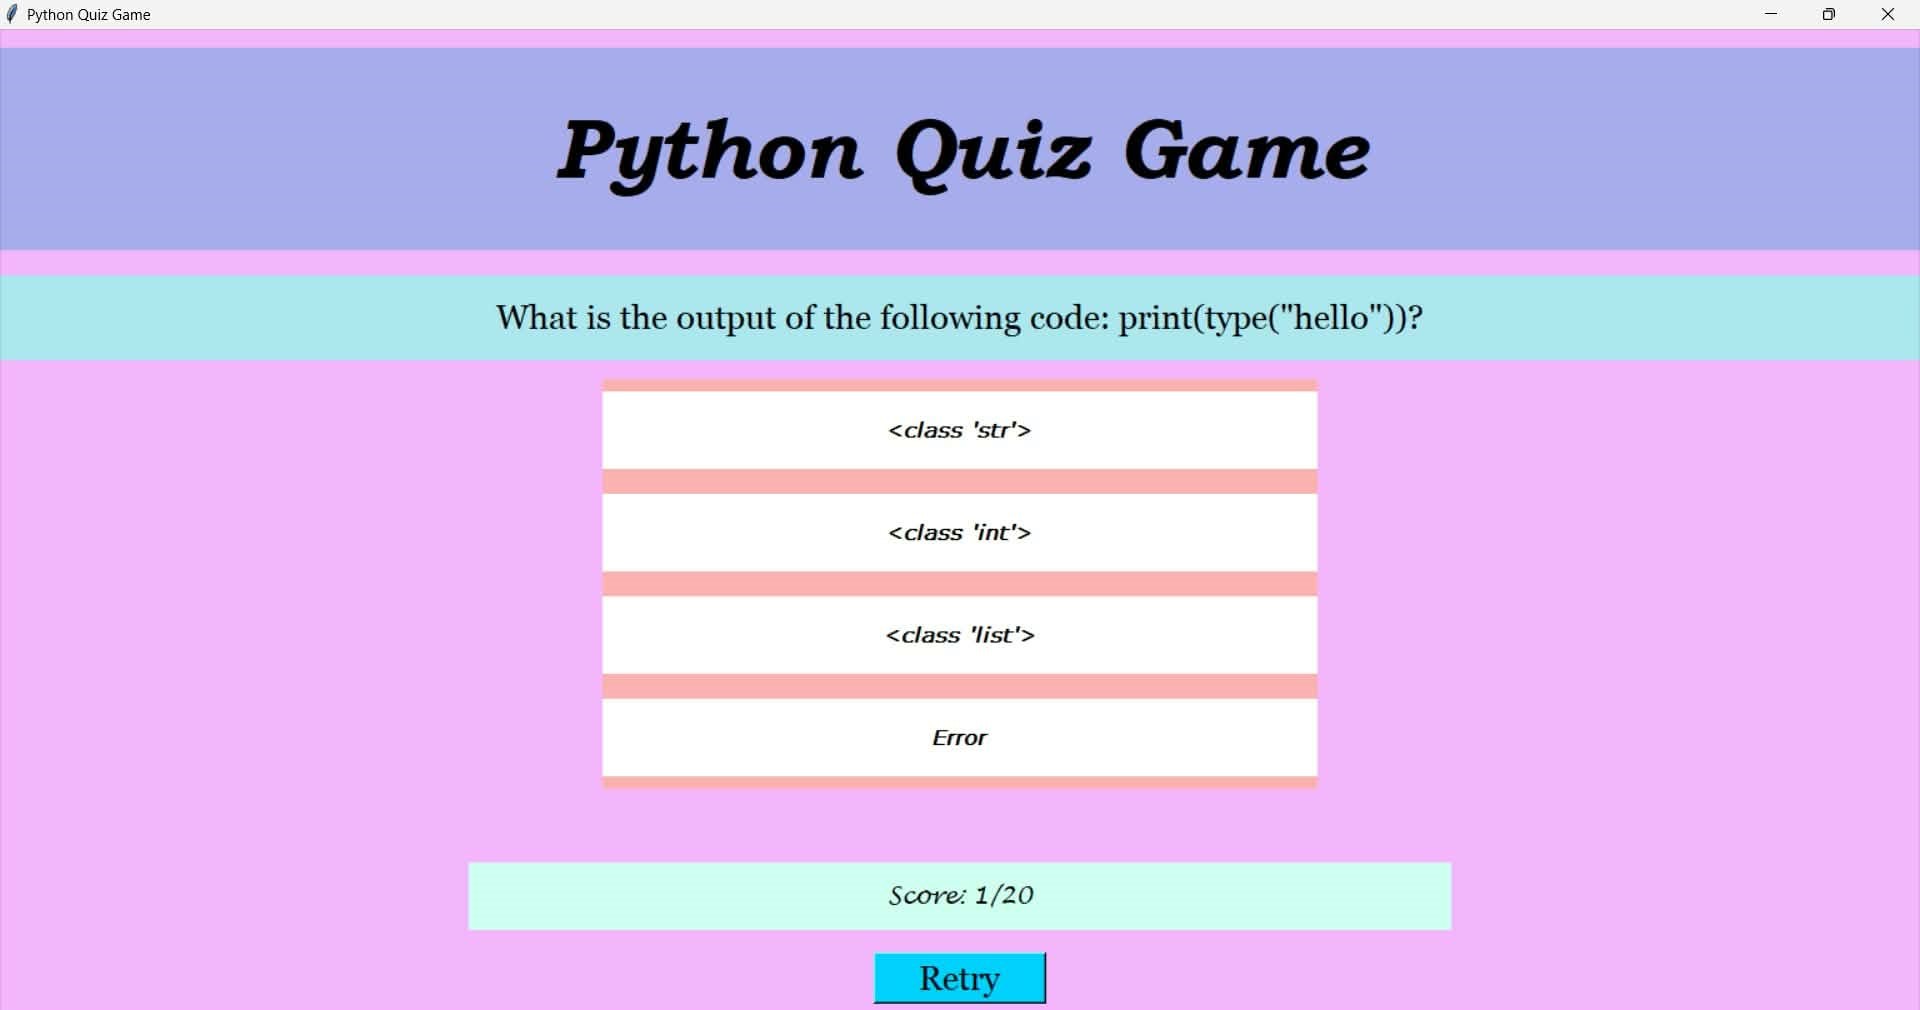 Python Quiz Game
Python Quiz Game
What is the output of the following code: print(type("hello"))?
<class 'str'>
<class 'int'>
<class 'list'>
Error
Score: 1/20
Retry